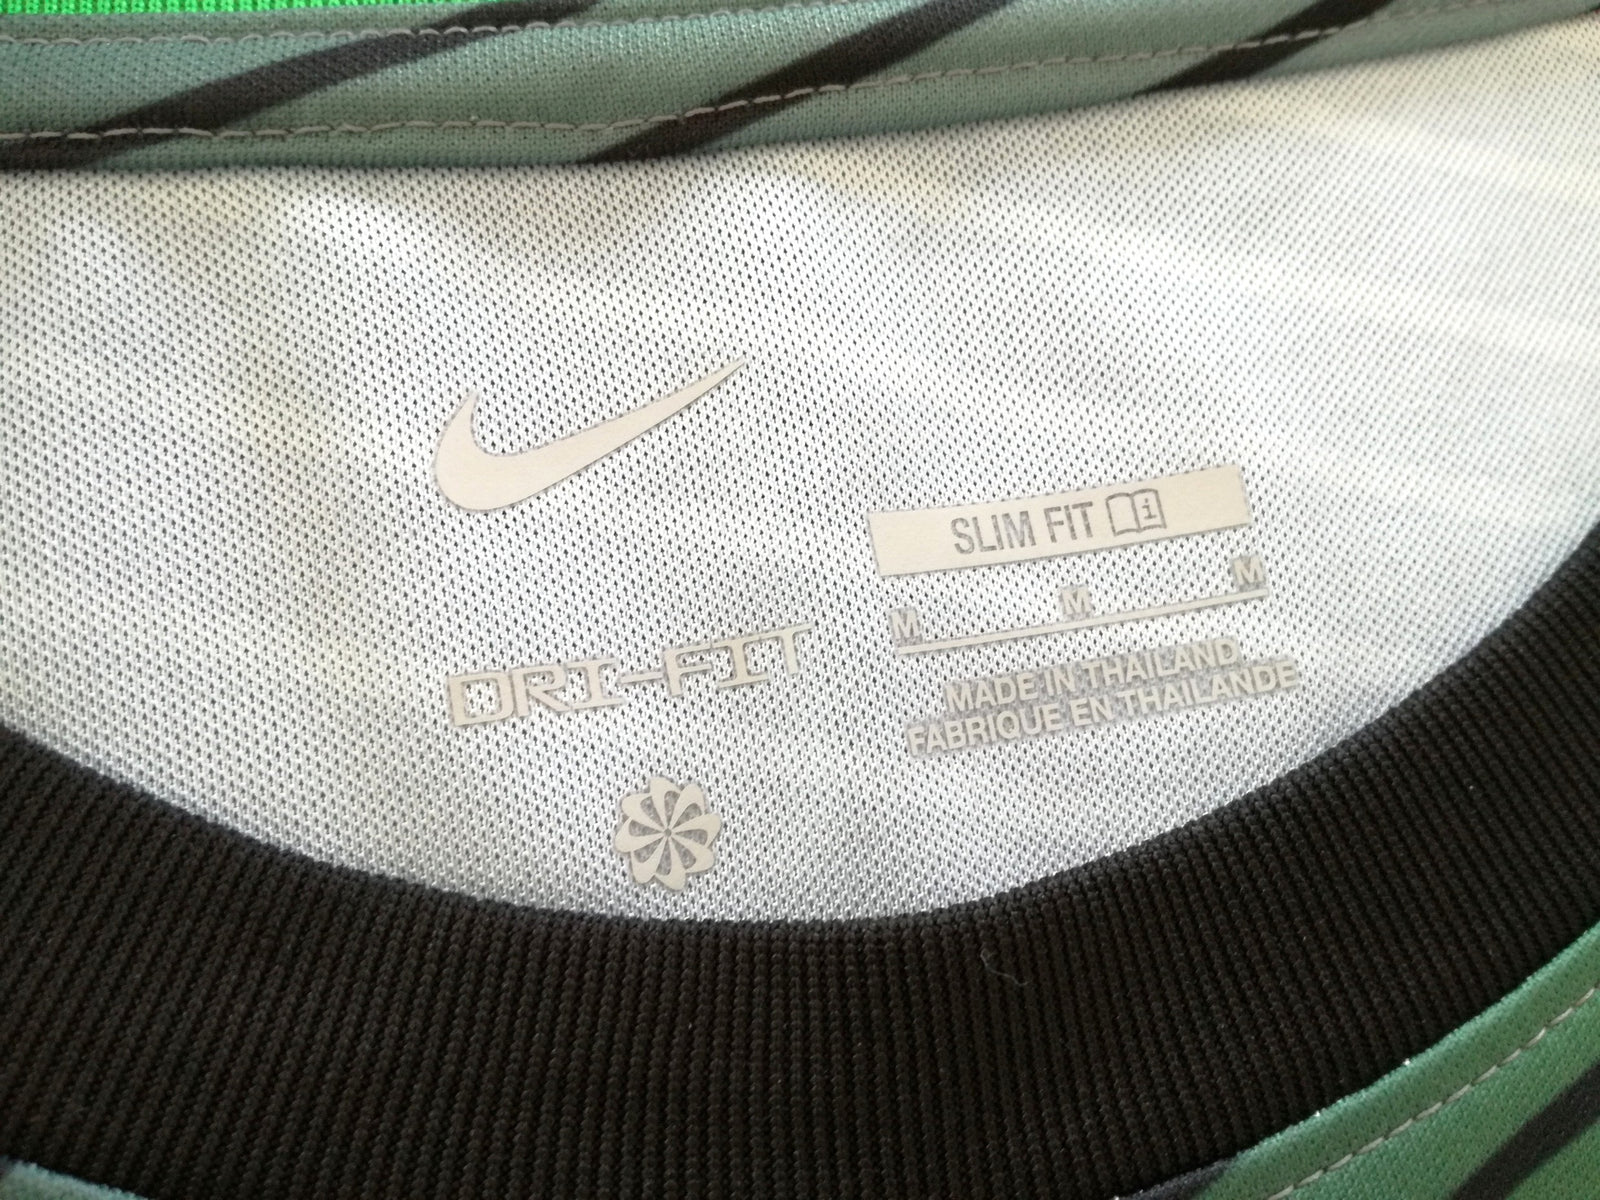 SLIM FIT i
M M M
MADE IN THAILAND
FABRIQUE EN THAILANDE
DRI-FIT